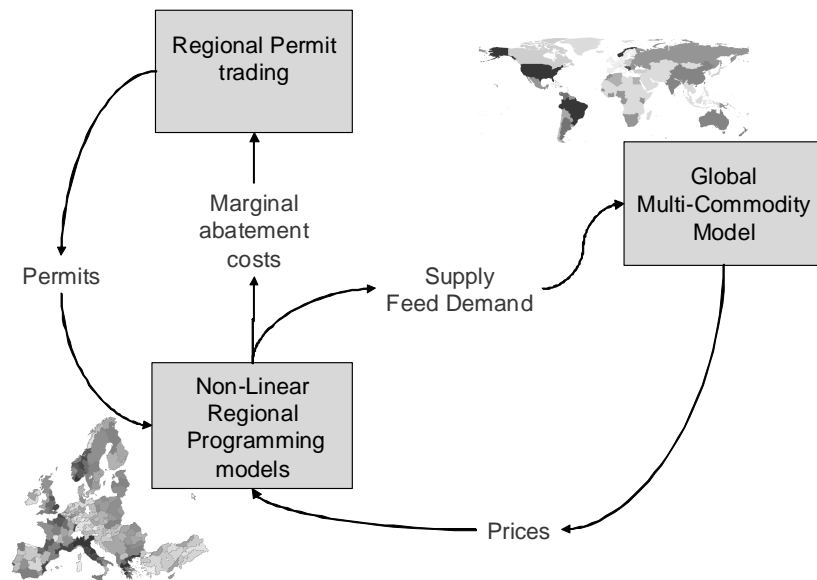 Regional Permit
trading
Global
Multi-Commodity
Model
Marginal
abatement
costs
Permits
Supply
Feed Demand
Non-Linear
Regional
Programming
models
Prices